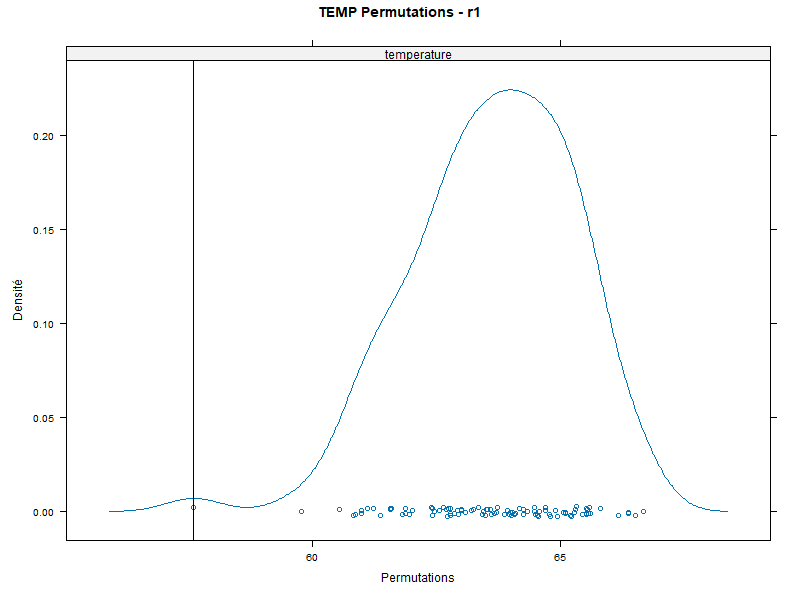 TEMP Permutations - r1
temperature
0.20
0.15
0.10
0.05
0.00
Densité
60
65
Permutations